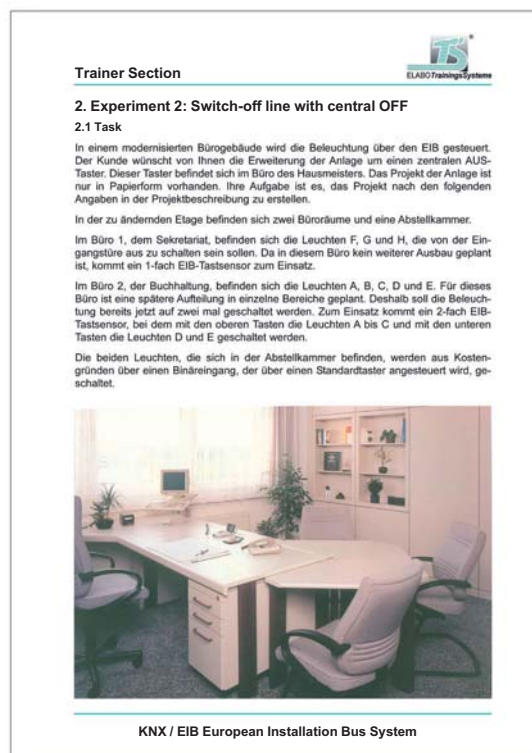 TS®
Trainer Section
ELABOTrainingsSysteme
2. Experiment 2: Switch-off line with central OFF
2.1 Task
In einem modernisierten Bürogebäude wird die Beleuchtung über den EIB gesteuert.
Der Kunde wünscht von Ihnen die Erweiterung der Anlage um einen zentralen AUS-
Taster. Dieser Taster befindet sich im Büro des Hausmeisters. Das Projekt der Anlage ist
nur in Papierform vorhanden. Ihre Aufgabe ist es, das Projekt nach den folgenden
Angaben in der Projektbeschreibung zu erstellen.
In der zu ändernden Etage befinden sich zwei Büroräume und eine Abstellkammer.
Im Büro 1, dem Sekretariat, befinden sich die Leuchten F, G und H, die von der Ein-
gangstüre aus zu schalten sein sollen. Da in diesem Büro kein weiterer Ausbau geplant
ist, kommt ein 1-fach EIB-Tastsensor zum Einsatz.
Im Büro 2, der Buchhaltung, befinden sich die Leuchten A, B, C, D und E. Für dieses
Büro ist eine spätere Aufteilung in einzelne Bereiche geplant. Deshalb soll die Beleuch-
tung bereits jetzt auf zwei mal geschaltet werden. Zum Einsatz kommt ein 2-fach EIB-
Tastsensor, bei dem mit den oberen Tasten die Leuchten A bis C und mit den unteren
Tasten die Leuchten D und E geschaltet werden.
Die beiden Leuchten, die sich in der Abstellkammer befinden, werden aus Kosten-
gründen über einen Binäreingang, der über einen Standardtaster angesteuert wird, ge-
schaltet.
KNX / EIB European Installation Bus System